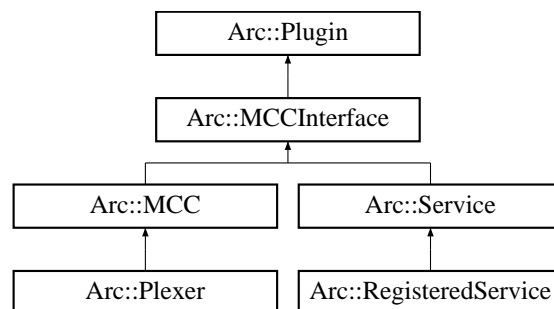 Arc::Plugin
Arc::MCCInterface
Arc::MCC
Arc::Service
Arc::Plexer
Arc::RegisteredService